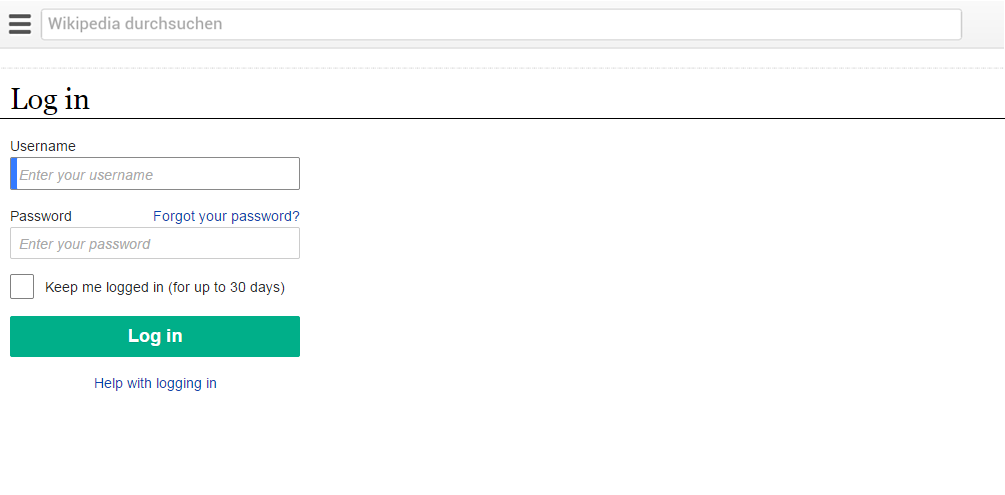 Wikipedia durchsuchen
Log in
Username
Enter your username
Password Forgot your password?
Enter your password
Keep me logged in (for up to 30 days)
Log in
Help with logging in